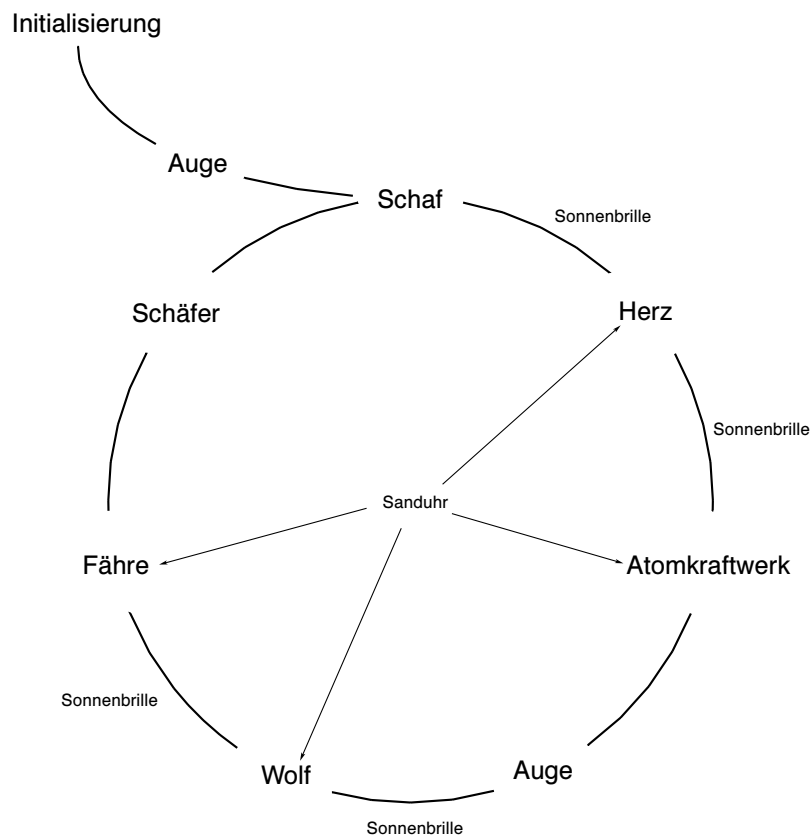 Initialisierung
Auge
Schaf
Sonnenbrille
Schäfer
Herz
Sonnenbrille
Sanduhr
Fähre
Atomkraftwerk
Sonnenbrille
Wolf
Auge
Sonnenbrille